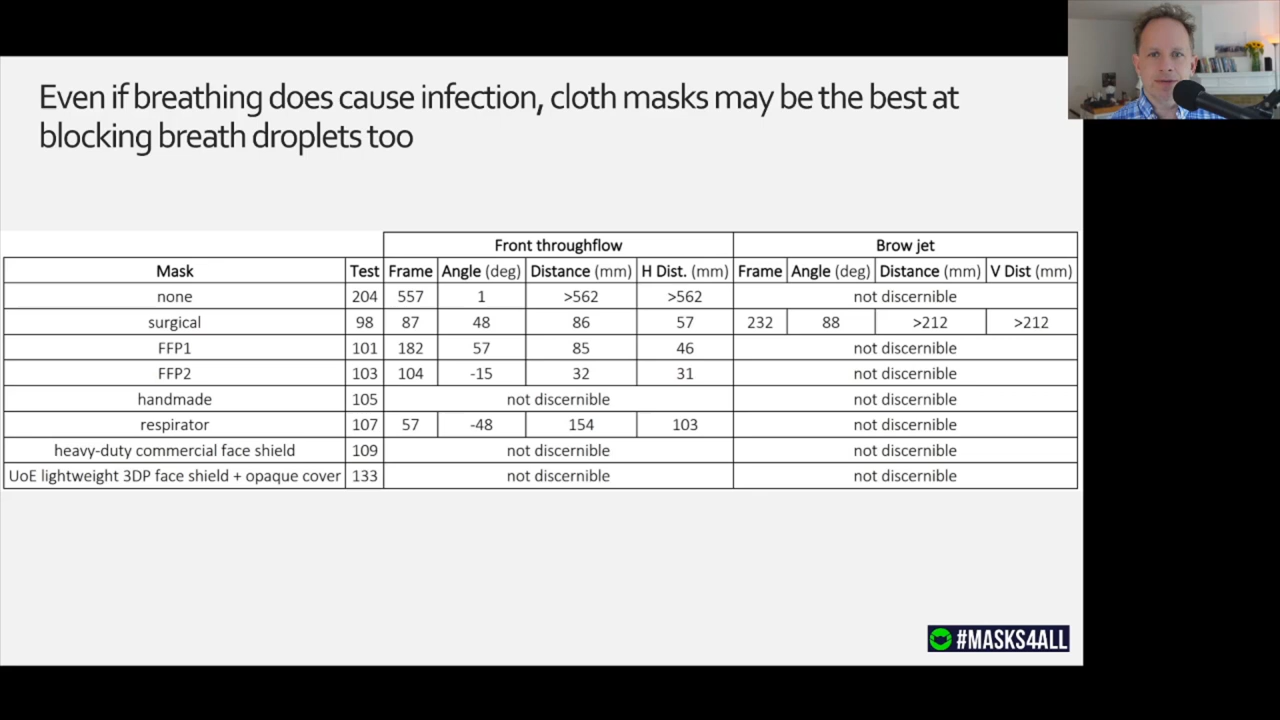 Even if breathing does cause infection, cloth masks may be the best at
blocking breath droplets too
Front throughflow Brow jet
Mask Test Frame Angle (deg) Distance (mm) H Dist. (mm) Frame Angle (deg) Distance (mm) V Dist (mm)
none 204 557 1 >562 >562 not discernible
surgical 98 87 48 86 57 232 88 >212 >212
FFP1 101 182 57 85 46 not discernible
FFP2 103 104 -15 32 31 not discernible
handmade 105 not discernible not discernible
respirator 107 57 -48 154 103 not discernible
heavy-duty commercial face shield 109 not discernible not discernible
UoE lightweight 3DP face shield + opaque cover 133 not discernible not discernible
#MASKS4ALL